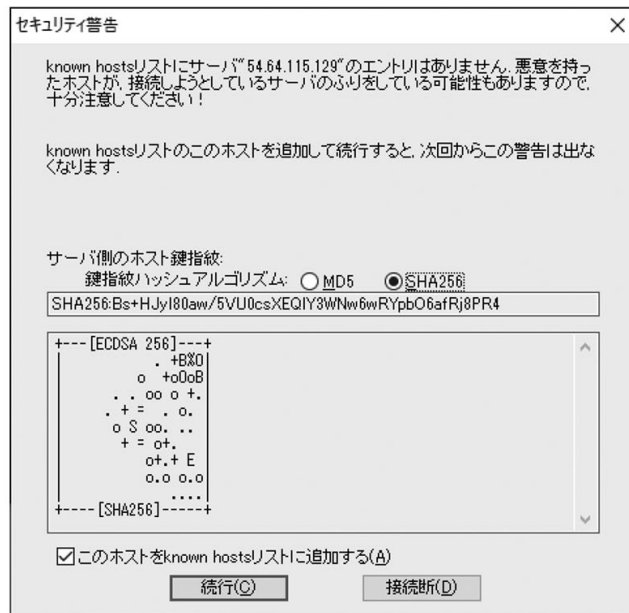 セキュリティ警告
known hostsリストにサーバ"54.64.115.129"のエントリはありません. 悪意を持っ
たホストが, 接続しようとしているサーバのふりをしている可能性もありますので,
十分注意してください!
known hostsリストのこのホストを追加して続行すると, 次回からこの警告は出な
くなります.
サーバ側のホスト鍵指紋:
鍵指紋ハッシュアルゴリズム: MD5 SHA256
SHA256:Bs+HJyI80aw/5VU0csXEQIY3WNw6wRYpbO6afRj8PR4
+---[ECDSA 256]---+
|            . +B%O|
|         o  +oOoB|
|      . . oo o +.|
|     . + =  . o. |
|      o S oo. .. |
|       + = o+.   |
|          o+.+ E |
|          o.o o.o|
|             ....|
+----[SHA256]-----+
このホストをknown hostsリストに追加する(A)
続行(C) 接続断(D)